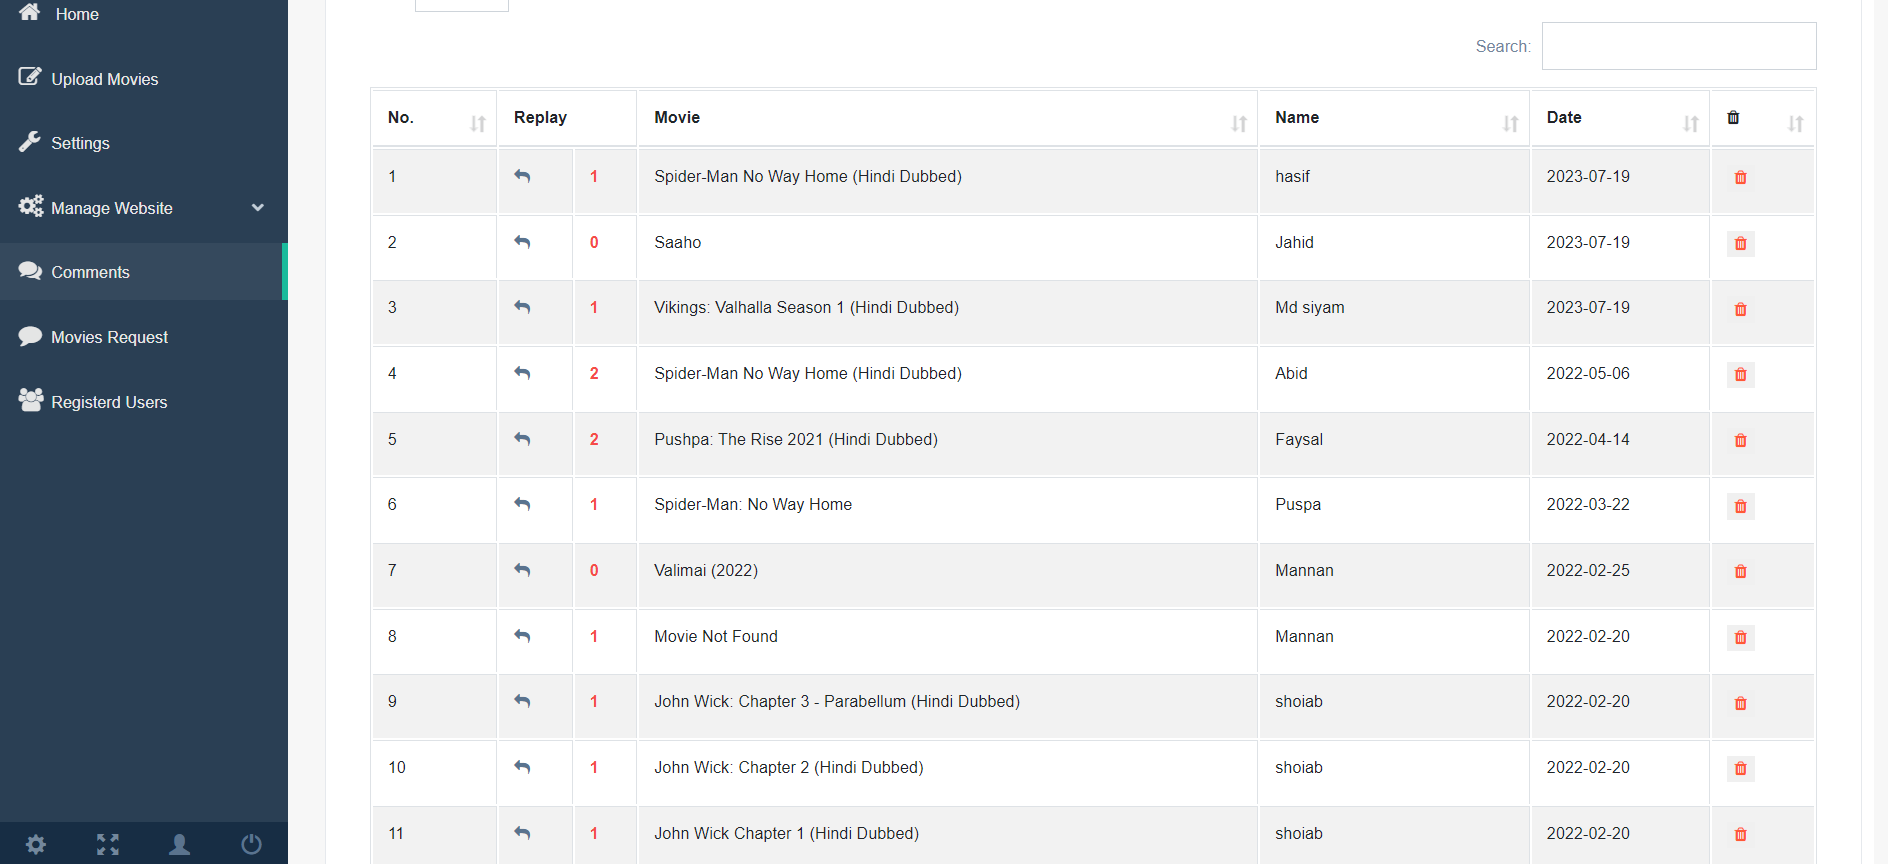 Home
Upload Movies
Settings
Manage Website
Comments
Movies Request
Registerd Users
Search:
No. Replay Movie Name Date
1 1 Spider-Man No Way Home (Hindi Dubbed) hasif 2023-07-19
2 0 Saaho Jahid 2023-07-19
3 1 Vikings: Valhalla Season 1 (Hindi Dubbed) Md siyam 2023-07-19
4 2 Spider-Man No Way Home (Hindi Dubbed) Abid 2022-05-06
5 2 Pushpa: The Rise 2021 (Hindi Dubbed) Faysal 2022-04-14
6 1 Spider-Man: No Way Home Puspa 2022-03-22
7 0 Valimai (2022) Mannan 2022-02-25
8 1 Movie Not Found Mannan 2022-02-20
9 1 John Wick: Chapter 3 - Parabellum (Hindi Dubbed) shoiab 2022-02-20
10 1 John Wick: Chapter 2 (Hindi Dubbed) shoiab 2022-02-20
11 1 John Wick Chapter 1 (Hindi Dubbed) shoiab 2022-02-20